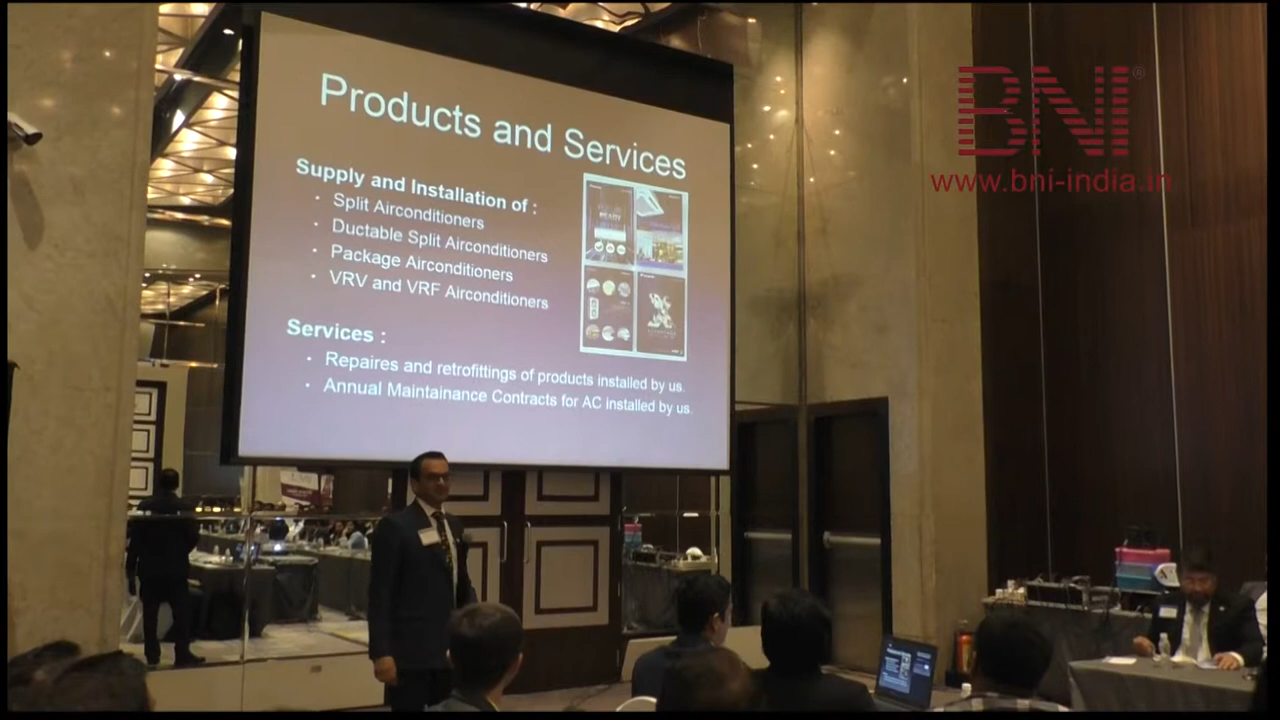 Products and Services
Supply and Installation of :
• Split Airconditioners
• Ductable Split Airconditioners
• Package Airconditioners
• VRV and VRF Airconditioners
Services :
• Repaires and retrofittings of products installed by us.
• Annual Maintainance Contracts for AC installed by us.
BNI®
www.bni-india.in